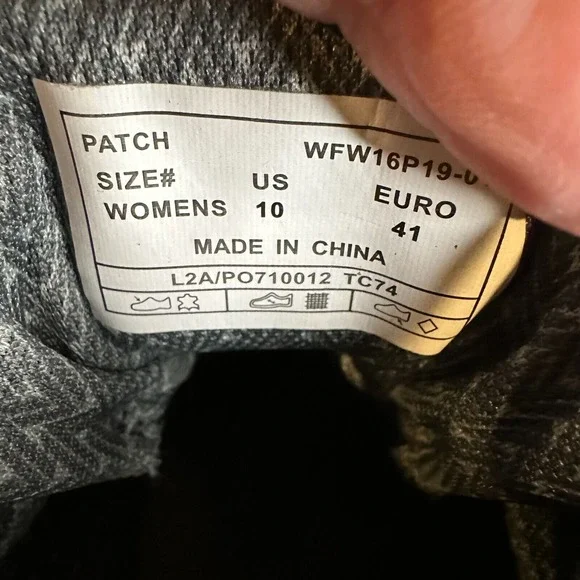 PATCH WFW16P19-0
SIZE# US EURO
WOMENS 10 41
MADE IN CHINA
L2A/PO710012 TC74